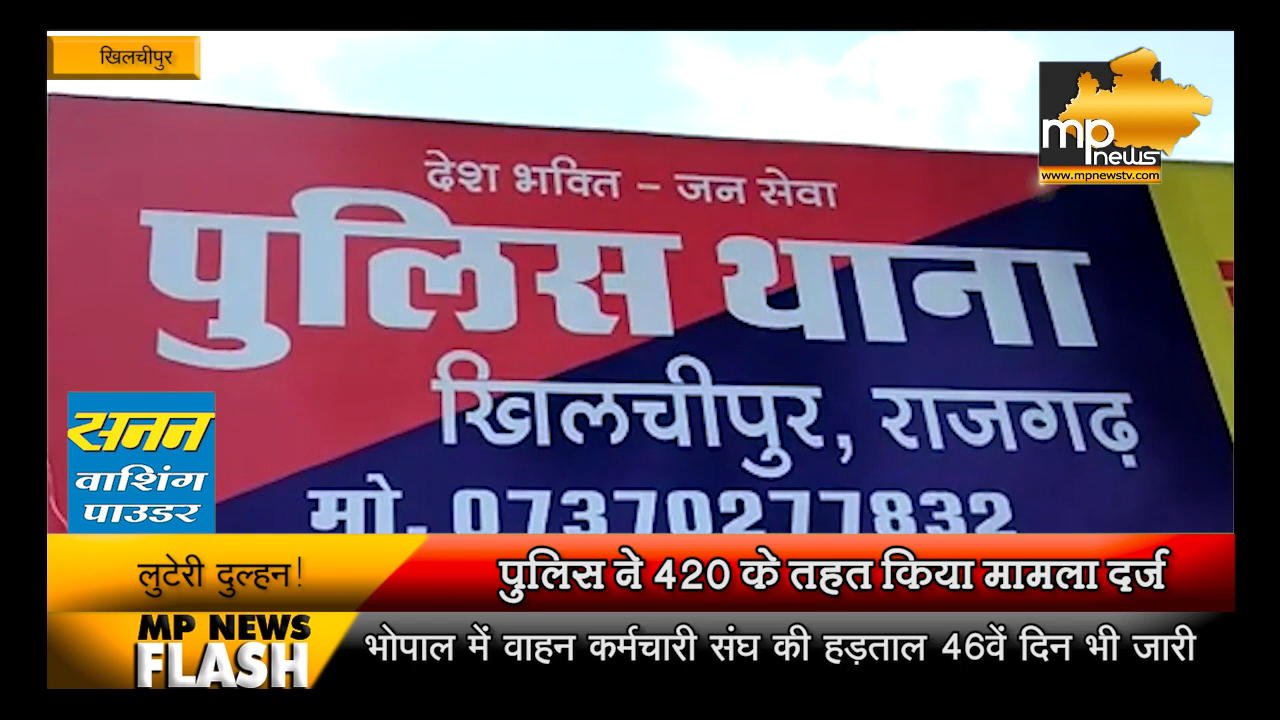 खिलचीपुर
mp news
www.mpnewstv.com
देश भक्ति - जन सेवा
पुलिस थाना
खिलचीपुर, राजगढ़
मो. 07370277832
सनन
वाशिंग
पाउडर
लुटेरी दुल्हन!
पुलिस ने 420 के तहत किया मामला दर्ज
MP NEWS
FLASH
भोपाल में वाहन कर्मचारी संघ की हड़ताल 46वें दिन भी जारी